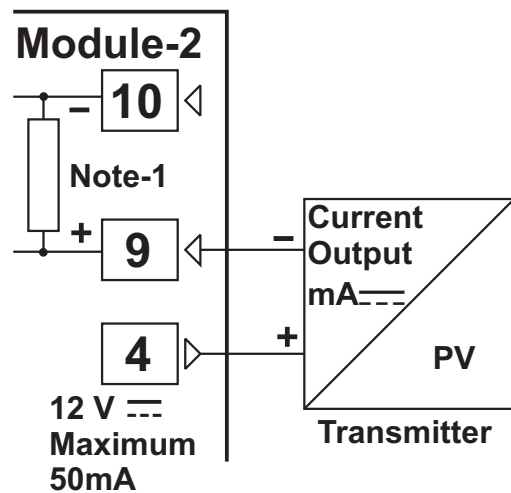 Module-2
– 10
Note-1
+ 9
4
12 V ⎓
Maximum
50mA
–
+
Current
Output
mA⎓
PV
Transmitter